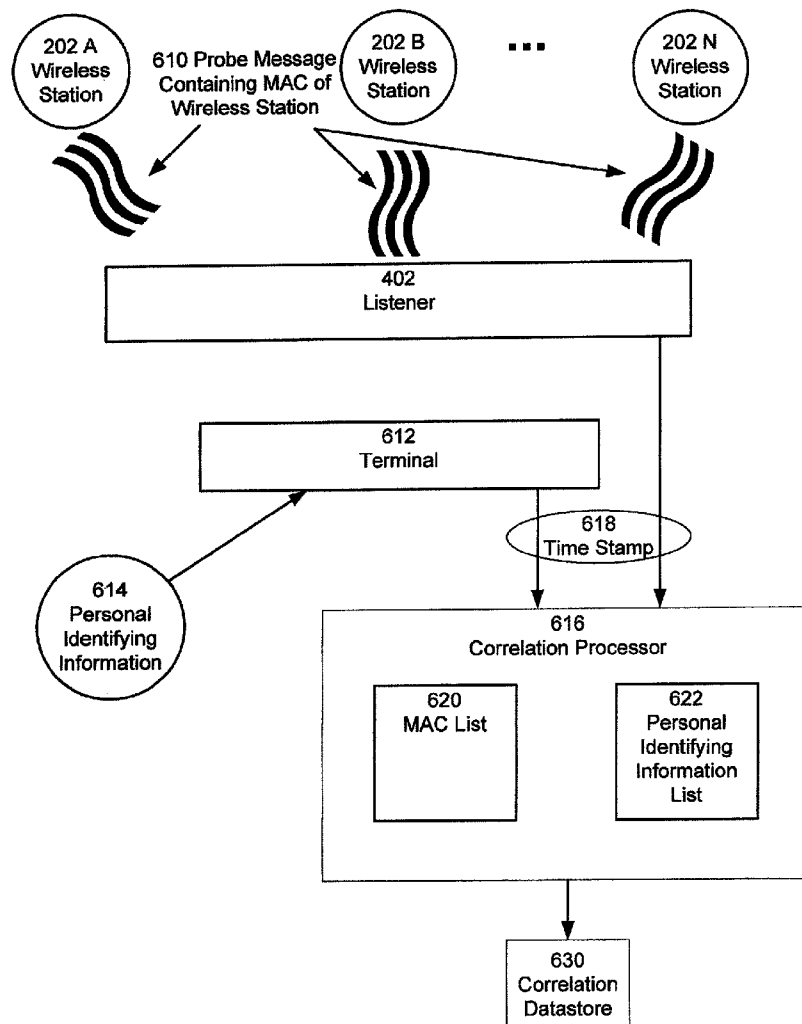 202 A
Wireless
Station
610 Probe Message
Containing MAC of
Wireless Station
202 B
Wireless
Station
202 N
Wireless
Station
402
Listener
612
Terminal
618
Time Stamp
614
Personal
Identifying
Information
616
Correlation Processor
620
MAC List
622
Personal
Identifying
Information
List
630
Correlation
Datastore